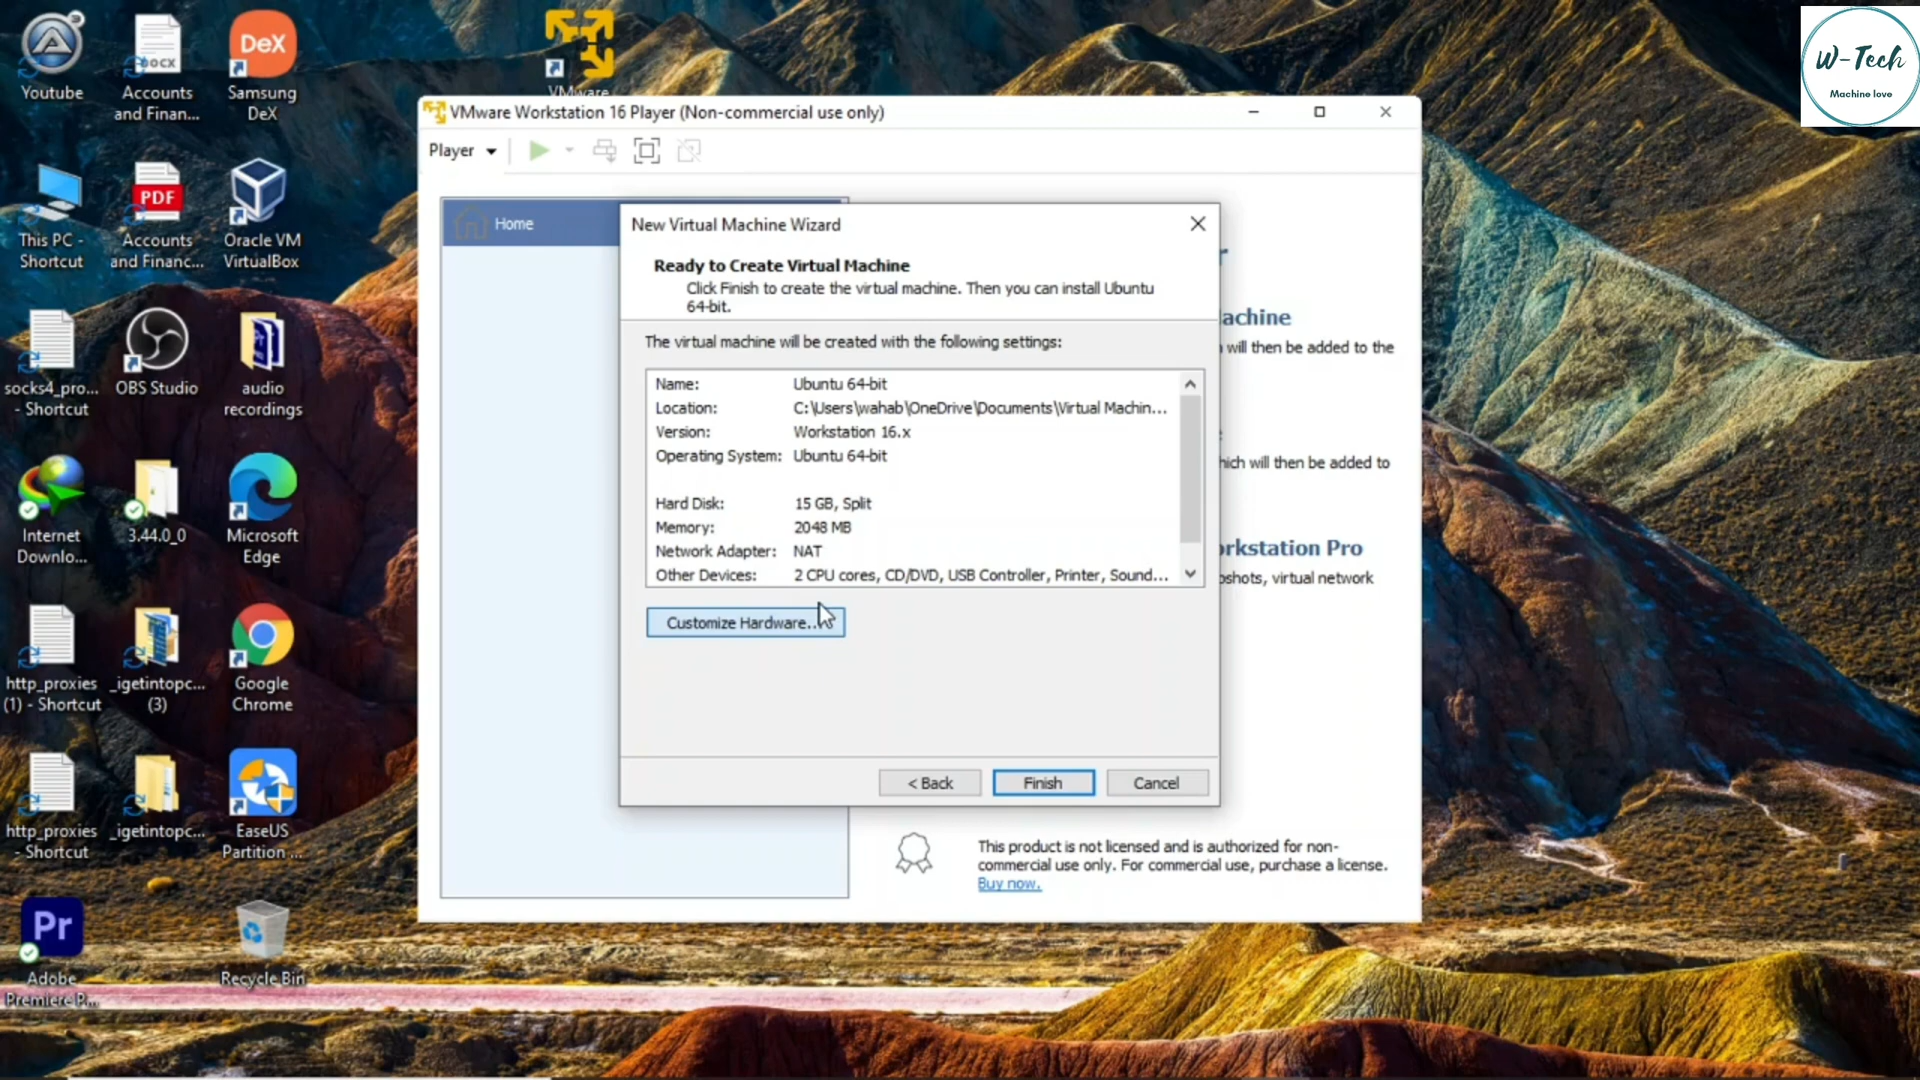 Youtube
Accounts
and Finan...
Samsung
DeX
VMware
W-Tech
Machine love
VMware Workstation 16 Player (Non-commercial use only)
Player
This PC -
Shortcut
Accounts
and Financ...
Oracle VM
VirtualBox
Home
New Virtual Machine Wizard
Ready to Create Virtual Machine
Click Finish to create the virtual machine. Then you can install Ubuntu
64-bit.
The virtual machine will be created with the following settings:
Name: Ubuntu 64-bit
Location: C:\Users\wahab\OneDrive\Documents\Virtual Machin...
Version: Workstation 16.x
Operating System: Ubuntu 64-bit
Hard Disk: 15 GB, Split
Memory: 2048 MB
Network Adapter: NAT
Other Devices: 2 CPU cores, CD/DVD, USB Controller, Printer, Sound...
Customize Hardware...
< Back
Finish
Cancel
r
achine
will then be added to the
hich will then be added to
orkstation Pro
pshots, virtual network
This product is not licensed and is authorized for non-
commercial use only. For commercial use, purchase a license.
Buy now.
socks4_pro...
- Shortcut
OBS Studio
audio
recordings
Internet
Downlo...
3.44.0_0
Microsoft
Edge
http_proxies
(1) - Shortcut
_igetintopc...
(3)
Google
Chrome
http_proxies
- Shortcut
_igetintopc...
EaseUS
Partition ...
Adobe
Premiere P...
Recycle Bin
DeX
DOCX
PDF
Pr